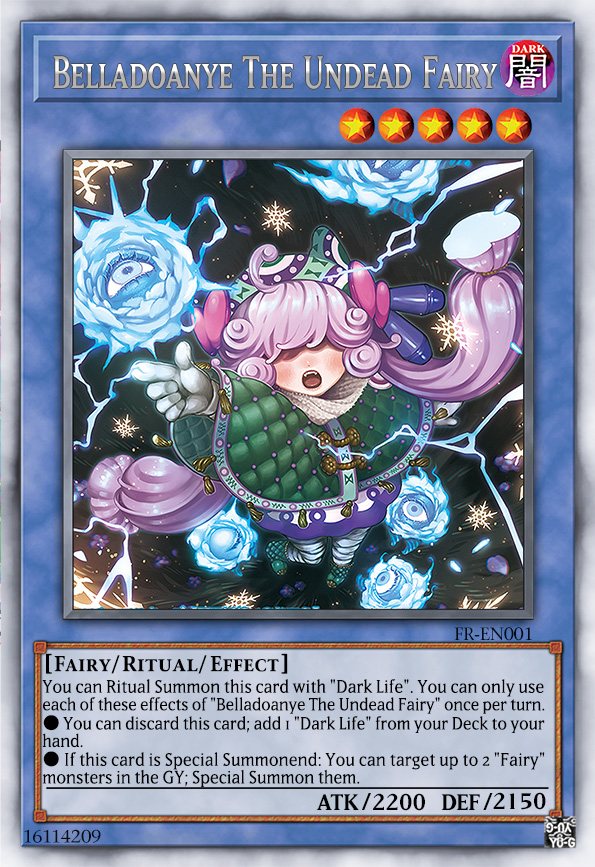 BELLADOANYE THE UNDEAD FAIRY
DARK
闇
FR-EN001
[FAIRY/RITUAL/EFFECT]
You can Ritual Summon this card with "Dark Life". You can only use
each of these effects of "Belladoanye The Undead Fairy" once per turn.
● You can discard this card; add 1 "Dark Life" from your Deck to your
hand.
● If this card is Special Summonend: You can target up to 2 "Fairy"
monsters in the GY; Special Summon them.
ATK/2200 DEF/2150
16114209